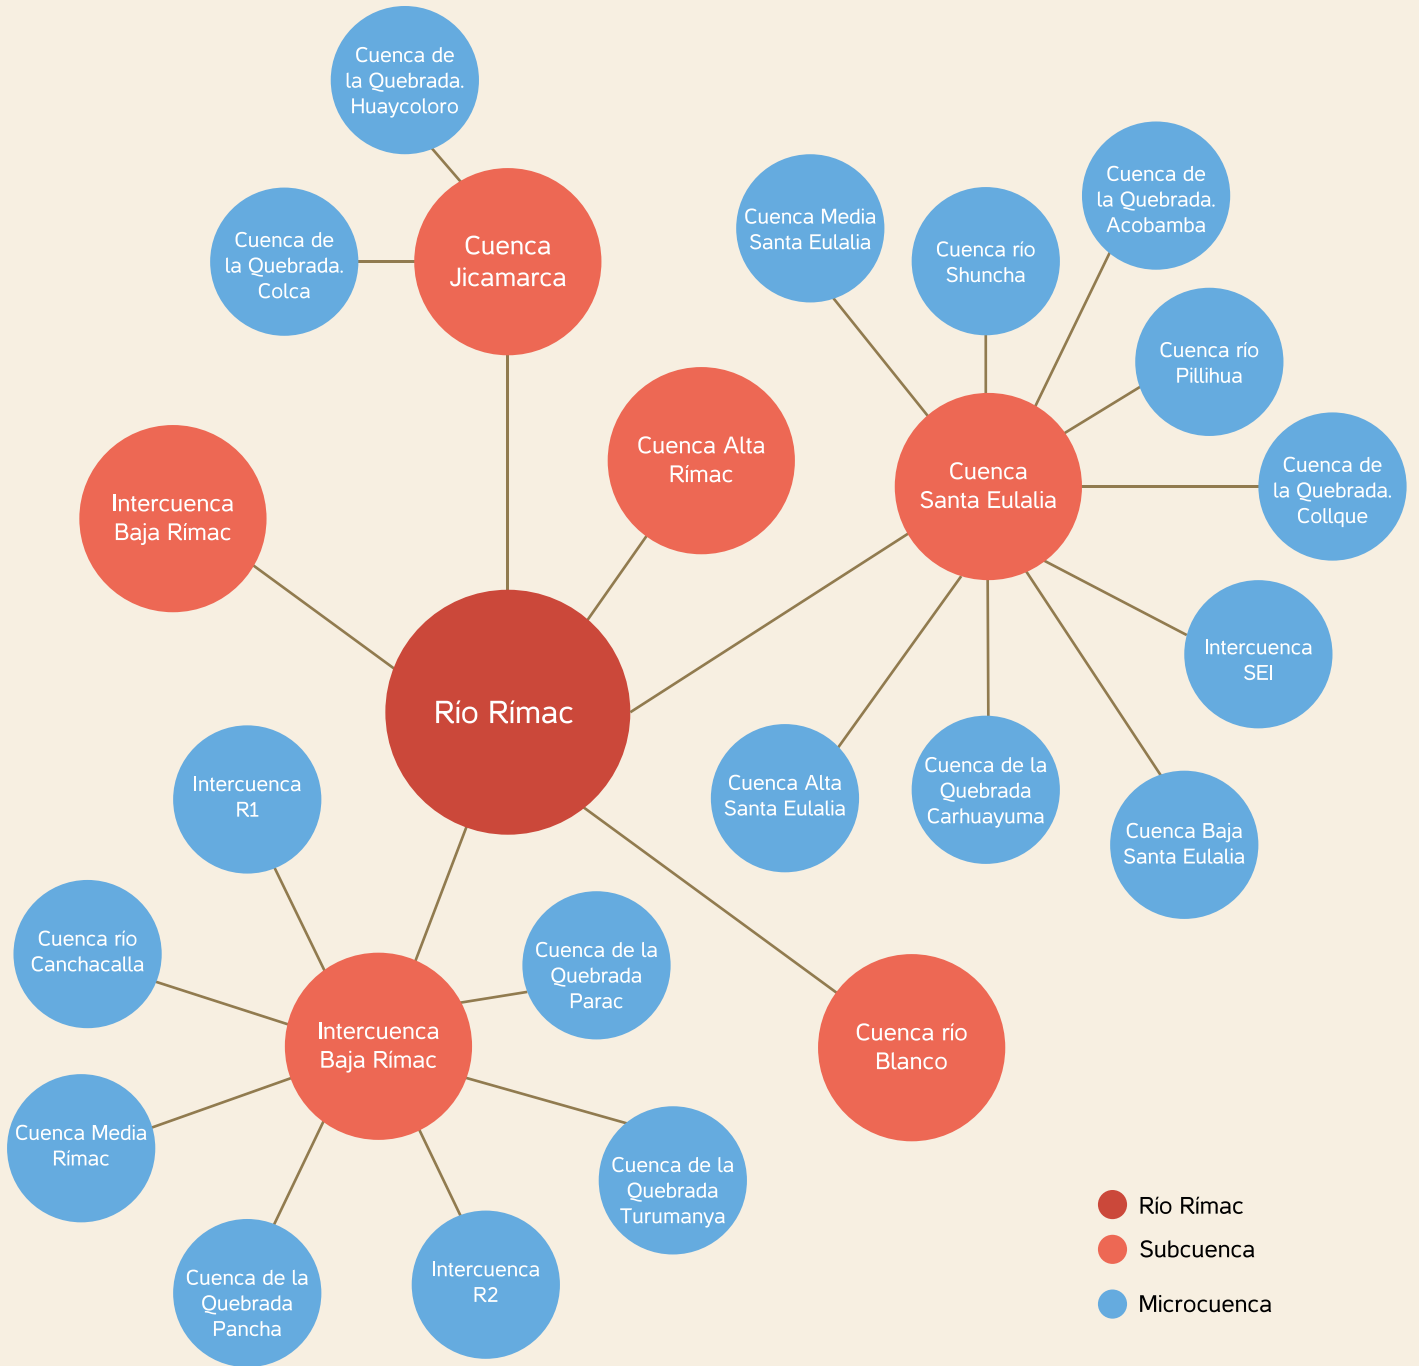 Cuenca de
la Quebrada.
Huaycoloro
Cuenca de
la Quebrada.
Colca
Cuenca
Jicamarca
Cuenca Media
Santa Eulalia
Cuenca río
Shuncha
Cuenca de
la Quebrada.
Acobamba
Cuenca río
Pillihua
Cuenca de
la Quebrada.
Collque
Cuenca
Santa Eulalia
Cuenca Alta
Rímac
Intercuenca
Baja Rímac
Intercuenca
SEI
Río Rímac
Cuenca Alta
Santa Eulalia
Cuenca de la
Quebrada
Carhuayuma
Cuenca Baja
Santa Eulalia
Intercuenca
R1
Cuenca río
Canchacalla
Cuenca de la
Quebrada
Parac
Intercuenca
Baja Rímac
Cuenca río
Blanco
Cuenca Media
Rímac
Cuenca de la
Quebrada
Turumanya
Cuenca de la
Quebrada
Pancha
Intercuenca
R2
Río Rímac
Subcuenca
Microcuenca